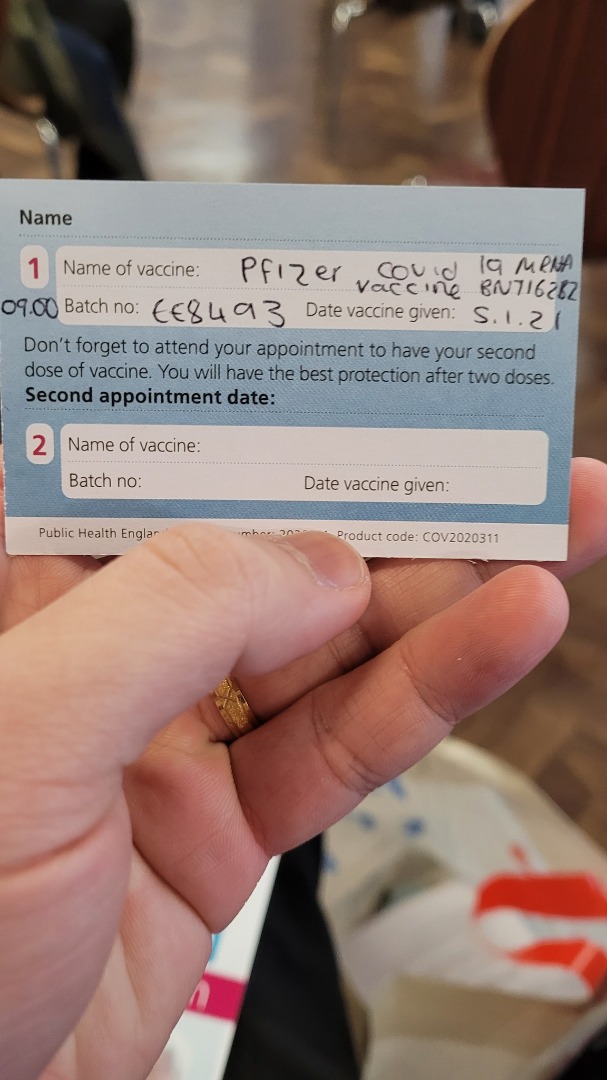 Name
1 Name of vaccine: Pfizer Covid 19 MRNA
vaccine BNT162b2
09.00 Batch no: EE8493 Date vaccine given: 5.1.21
Don't forget to attend your appointment to have your second
dose of vaccine. You will have the best protection after two doses.
Second appointment date:
2 Name of vaccine:
Batch no: Date vaccine given:
Public Health Product code: COV2020311